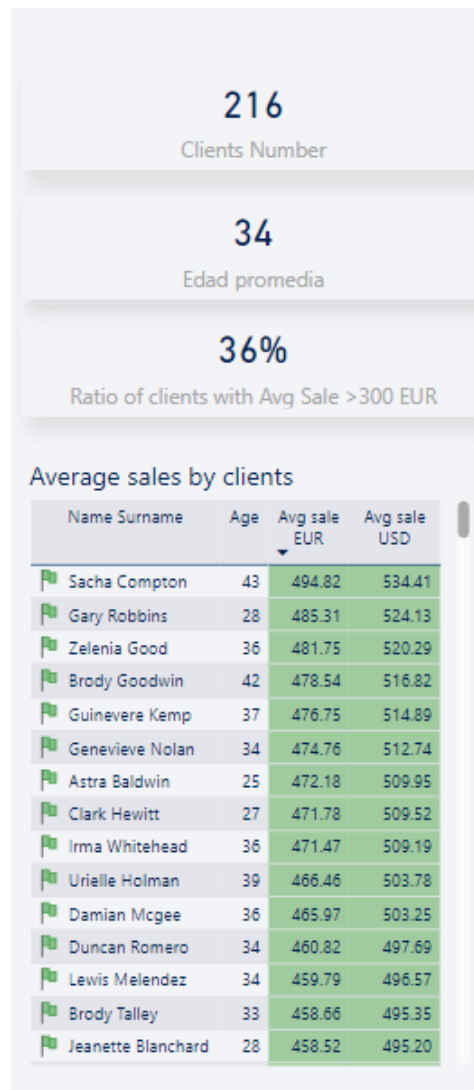 216
Clients Number
34
Edad promedia
36%
Ratio of clients with Avg Sale >300 EUR
Average sales by clients
Name Surname Age Avg sale EUR Avg sale USD
Sacha Compton 43 494.82 534.41
Gary Robbins 28 485.31 524.13
Zelenia Good 36 481.75 520.29
Brody Goodwin 42 478.54 516.82
Guinevere Kemp 37 476.75 514.89
Genevieve Nolan 34 474.76 512.74
Astra Baldwin 25 472.18 509.95
Clark Hewitt 27 471.78 509.52
Irma Whitehead 36 471.47 509.19
Urielle Holman 39 466.46 503.78
Damian Mcgee 36 465.97 503.25
Duncan Romero 34 460.82 497.69
Lewis Melendez 34 459.79 496.57
Brody Talley 33 458.66 495.35
Jeanette Blanchard 28 458.52 495.20